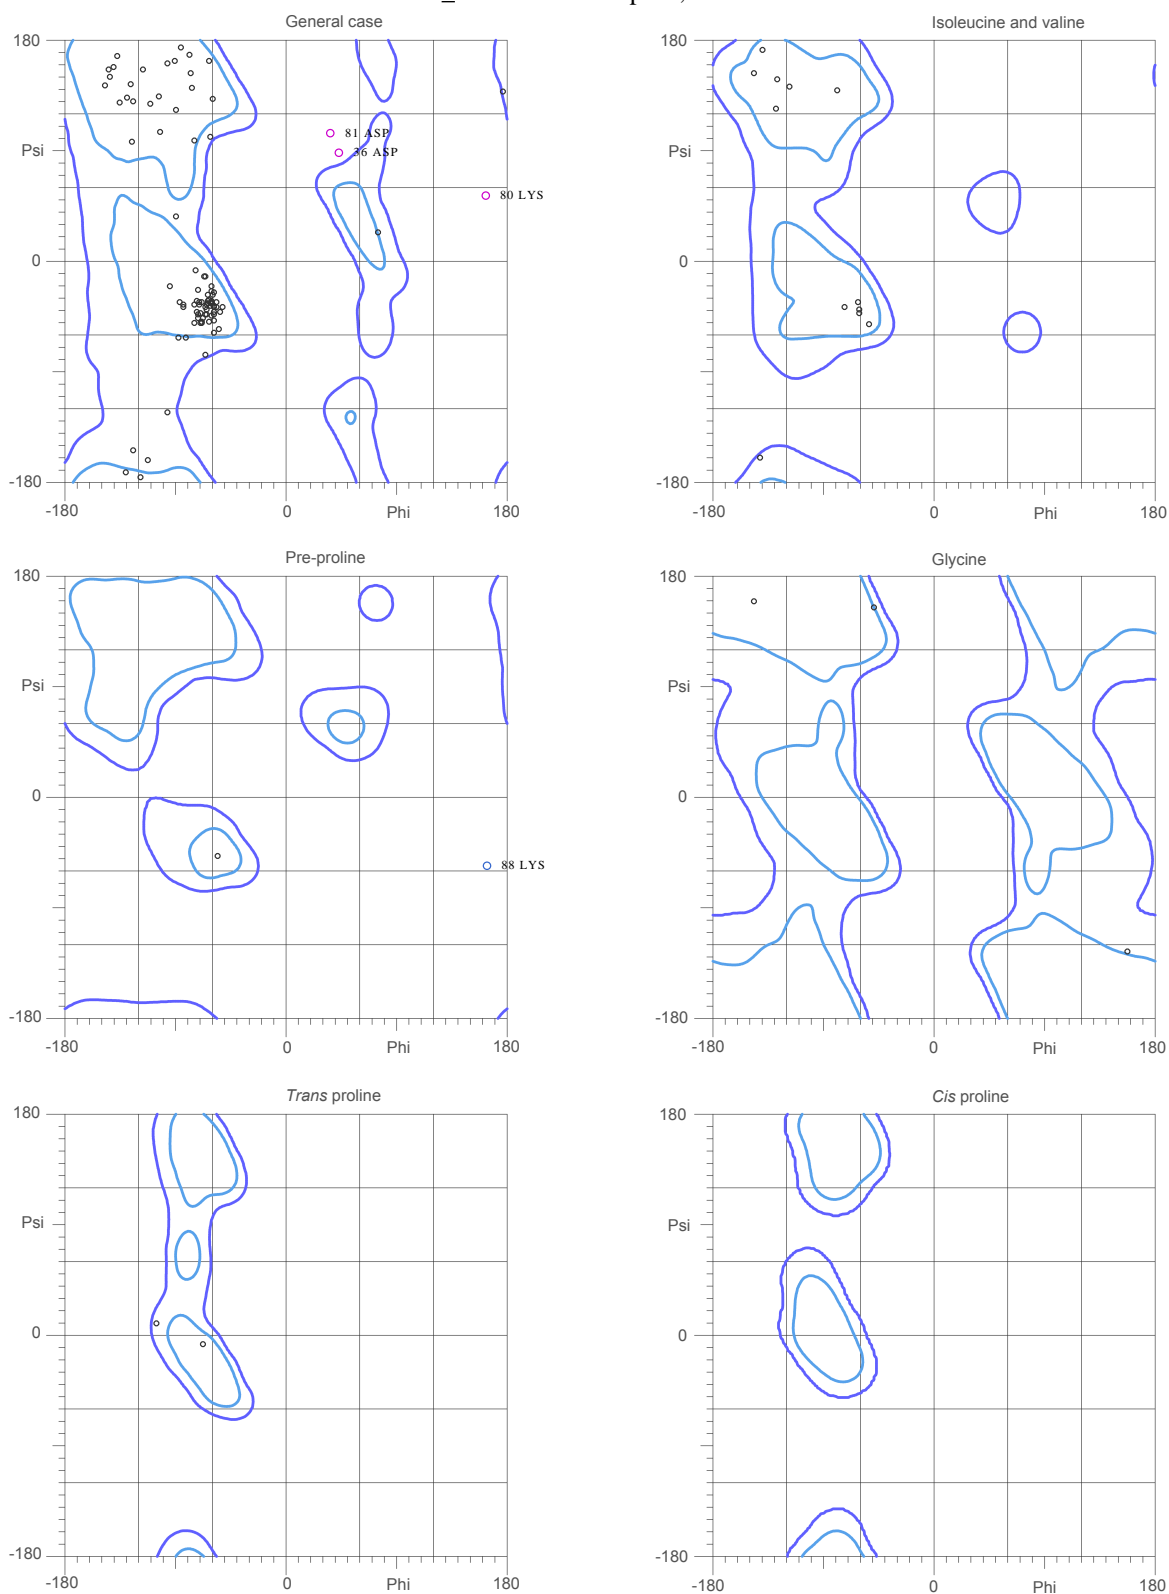 General case
180
Psi
0
-180
-180
0
Phi
180
81 ASP
36 ASP
80 LYS
Isoleucine and valine
180
Psi
0
-180
-180
0
Phi
180
Pre-proline
180
Psi
0
-180
-180
0
Phi
180
88 LYS
Glycine
180
Psi
0
-180
-180
0
Phi
180
Trans proline
180
Psi
0
-180
-180
0
Phi
180
Cis proline
180
Psi
0
-180
-180
0
Phi
180